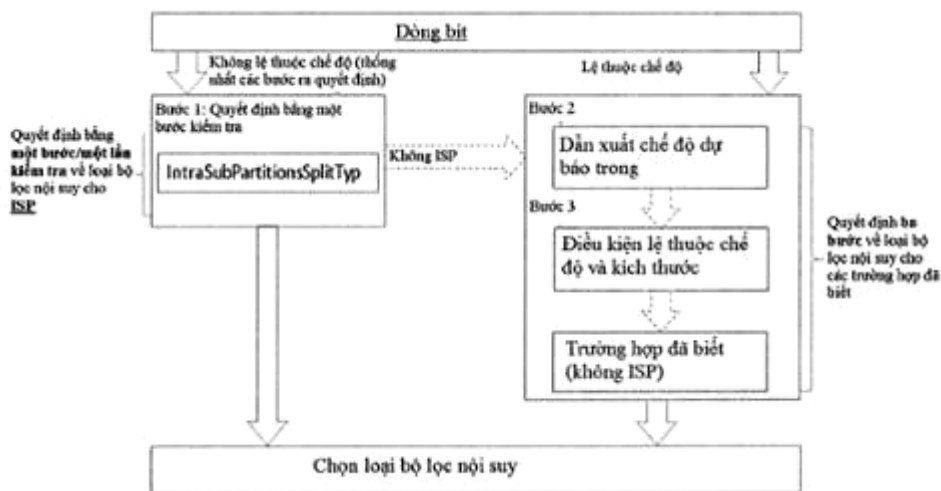 Dòng bít
Không lệ thuộc chế độ (thống
nhất các bước ra quyết định)
Lệ thuộc chế độ
Bước 1: Quyết định bằng một
bước kiểm tra
IntraSubPartitionsSplitTyp
Quyết định bằng
một bước/một lần
kiểm tra về loại bộ
lọc nội suy cho
ISP
Không ISP
Bước 2
Dẫn xuất chế độ dự
báo trong
Bước 3
Điều kiện lệ thuộc chế
độ và kích thước
Trường hợp đã biết
(không ISP)
Quyết định ba
bước về loại bộ
lọc nội suy cho
các trường hợp đã
biết
Chọn loại bộ lọc nội suy